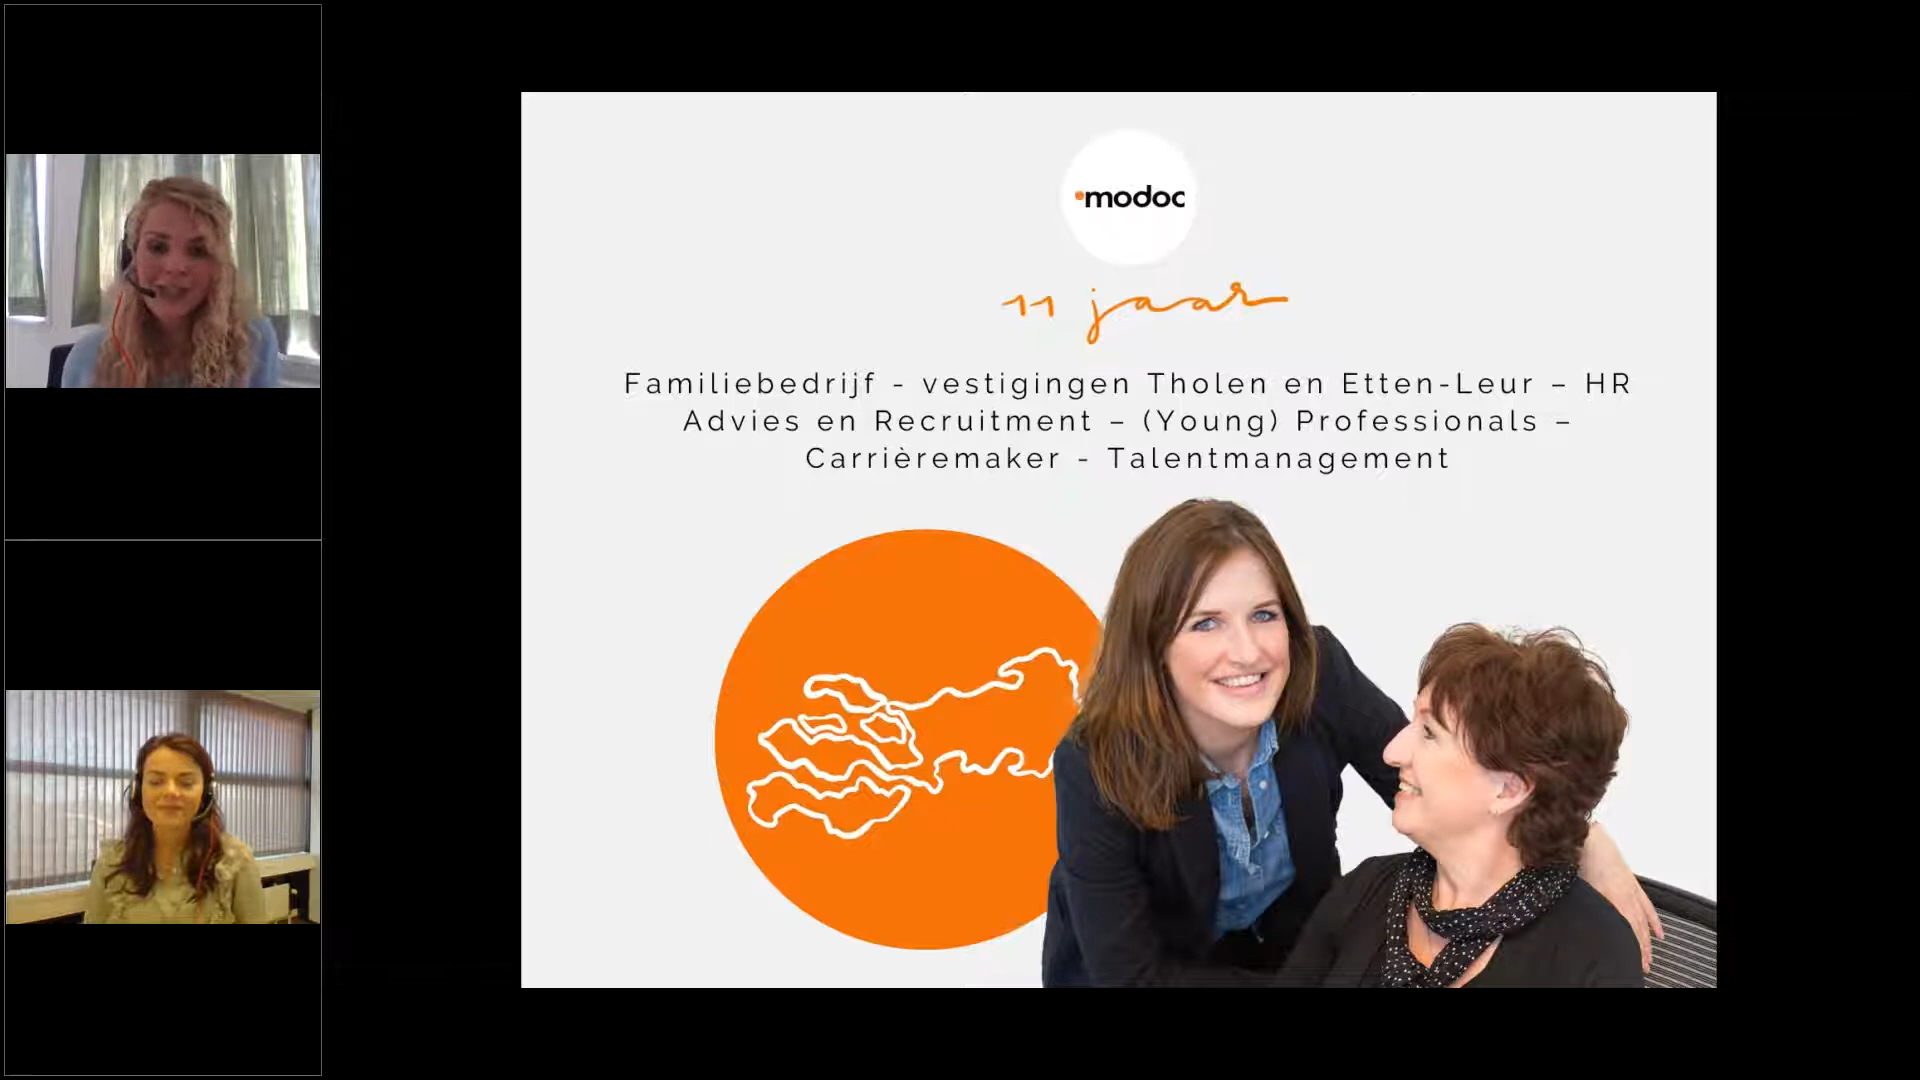 modoc
11 jaar
Familiebedrijf - vestigingen Tholen en Etten-Leur – HR
Advies en Recruitment – (Young) Professionals –
Carrièremaker - Talentmanagement